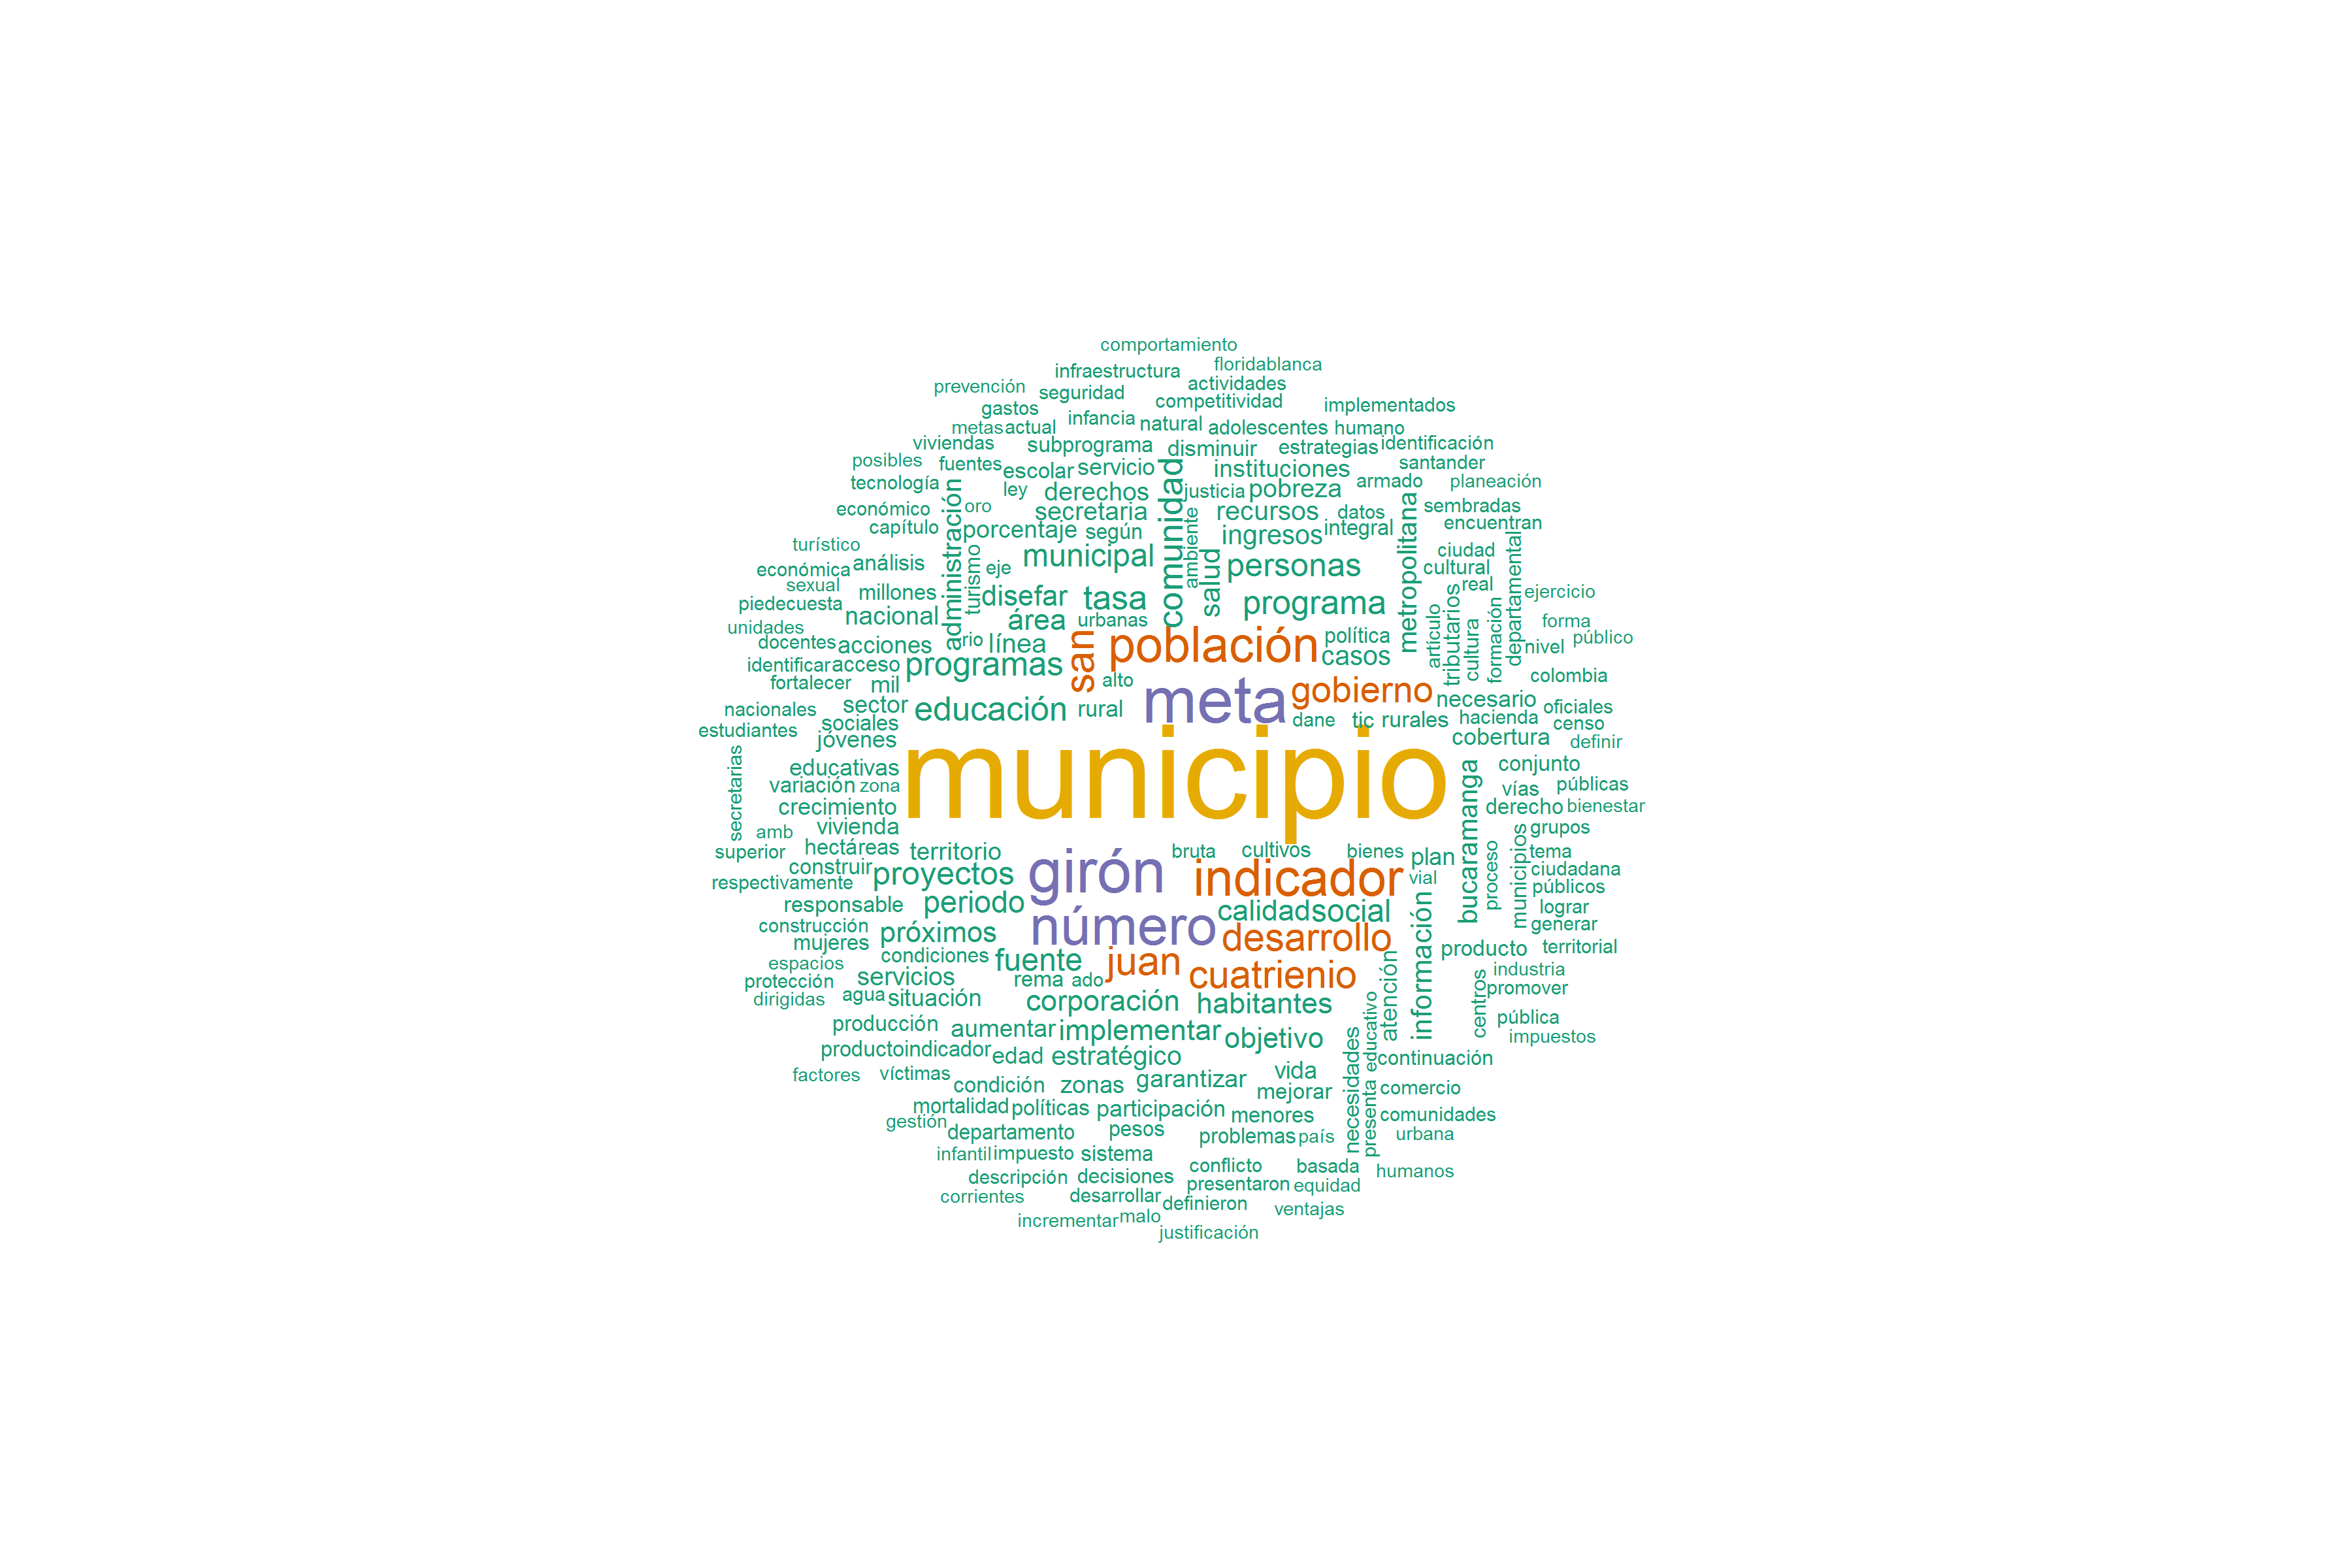 comportamiento
floridablanca
infraestructura
prevención
seguridad
actividades
gastos
infancia
competitividad
implementados
metas
actual
natural
adolescentes
humano
viviendas
subprograma
disminuir
estrategias
identificación
posibles
fuentes
escolar
servicio
comunidad
instituciones
santander
tecnología
administración
ley
derechos
justicia
pobreza
armado
planeación
económico
oro
secretaria
ambiente
recursos
datos
metropolitana
sembradas
capítulo
porcentaje
según
ingresos
integral
encuentran
turístico
análisis
turismo
eje
municipal
salud
personas
ciudad
cultural
departamental
económica
sexual
millones
disefar
tasa
programa
real
tributarios
ejercicio
piedecuesta
nacional
área
urbanas
artículo
cultura
formación
forma
unidades
docentes
acciones
rio
línea
san
población
política
casos
nivel
público
identificar
acceso
programas
alto
meta
gobierno
necesario
colombia
fortalecer
mil
nacionales
sector
educación
rural
dane
tic
rurales
hacienda
oficiales
censo
estudiantes
sociales
jóvenes
municipio
cobertura
definir
secretarias
educativas
variación
zona
bucaramanga
conjunto
vías
públicas
crecimiento
derecho
bienestar
amb
vivienda
grupos
superior
hectáreas
territorio
bruta
cultivos
bienes
plan
proceso
municipios
tema
construir
proyectos
girón
indicador
vial
ciudadana
respectivamente
públicos
responsable
periodo
número
calidad
social
información
lograr
construcción
mujeres
próximos
desarrollo
generar
espacios
condiciones
fuente
juan
cuatrienio
atención
producto
territorial
protección
servicios
rema
ado
centros
industria
dirigidas
agua
situación
corporación
habitantes
promover
producción
aumentar
implementar
objetivo
necesidades
educativo
pública
impuestos
productoindicador
edad
estratégico
continuación
factores
víctimas
condición
zonas
garantizar
vida
mejorar
presenta
comercio
mortalidad
políticas
participación
menores
comunidades
gestión
departamento
pesos
problemas
país
urbana
infantil
impuesto
sistema
conflicto
basada
humanos
descripción
decisiones
presentaron
equidad
corrientes
desarrollar
definieron
ventajas
incrementar
malo
justificación